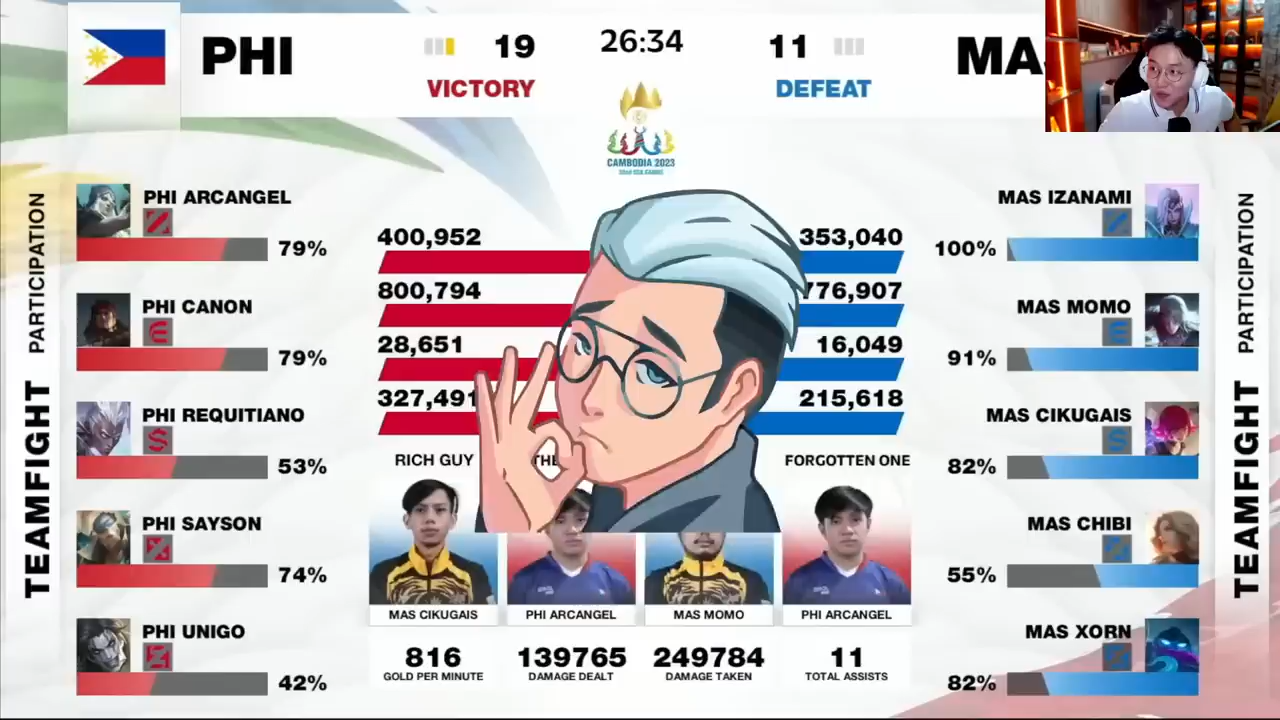 PHI
19
26:34
11
VICTORY
DEFEAT
CAMBODIA 2023
TEAMFIGHT PARTICIPATION
PHI ARCANGEL
79%
PHI CANON
79%
PHI REQUITIANO
53%
PHI SAYSON
74%
PHI UNIGO
42%
400,952
353,040
800,794
776,907
28,651
16,049
327,491
215,618
RICH GUY
THE
FORGOTTEN ONE
MAS CIKUGAIS
PHI ARCANGEL
MAS MOMO
PHI ARCANGEL
816
139765
249784
11
GOLD PER MINUTE
DAMAGE DEALT
DAMAGE TAKEN
TOTAL ASSISTS
MAS IZANAMI
100%
MAS MOMO
91%
MAS CIKUGAIS
82%
MAS CHIBI
55%
MAS XORN
82%
TEAMFIGHT PARTICIPATION